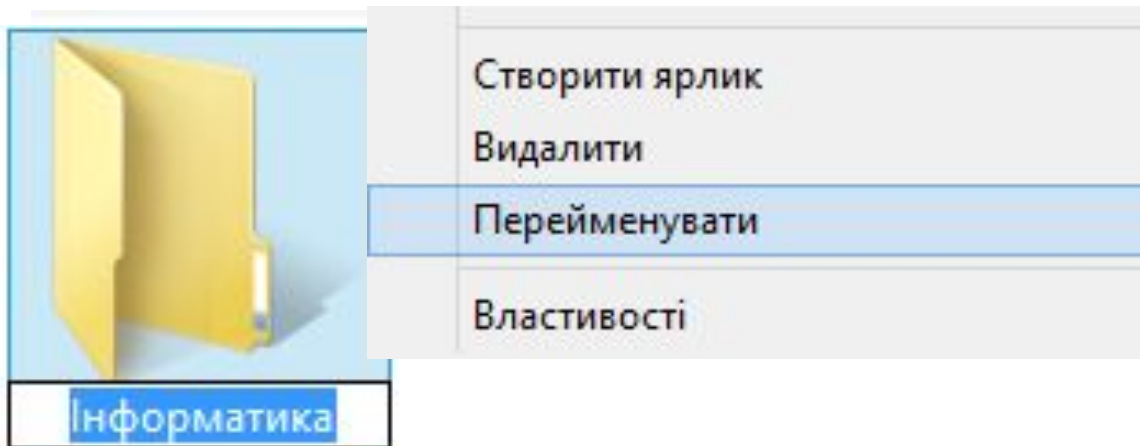 Створити ярлик
Видалити
Перейменувати
Властивості
Інформатика